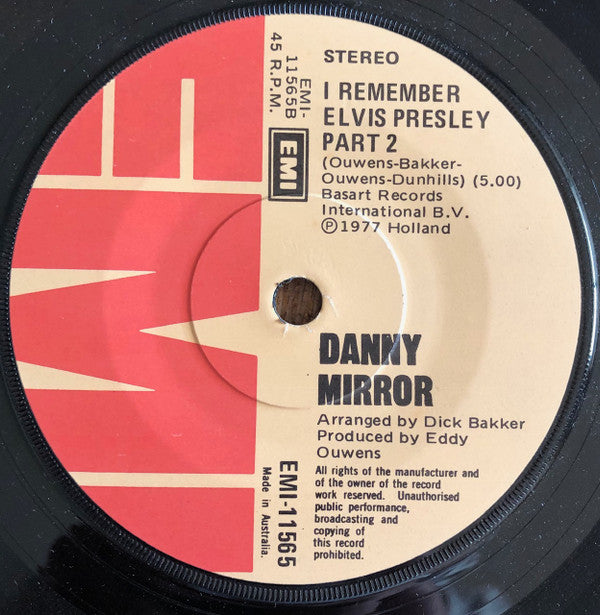 STEREO
I REMEMBER
ELVIS PRESLEY
PART 2
(Ouwens-Bakker-
Ouwens-Dunhills) (5.00)
Basart Records
International B.V.
Ⓟ1977 Holland
EMI-
11565B
45 R.P.M.
EMI
DANNY
MIRROR
Arranged by Dick Bakker
Produced by Eddy
Ouwens
All rights of the manufacturer and
of the owner of the record
work reserved. Unauthorised
public performance,
broadcasting and
copying of
this record
prohibited.
EMI-11565
Made in Australia.
EMI